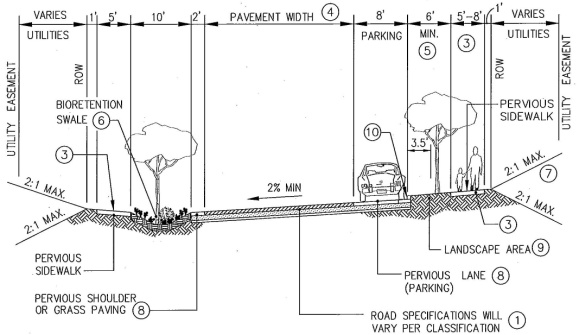 VARIES
1'
5'
10'
2'
PAVEMENT WIDTH
4
8'
6'
5'-8'
1'
VARIES
UTILITIES
PARKING
MIN.
5
3
UTILITIES
UTILITY EASEMENT
ROW
BIORETENTION
SWALE
6
ROW
UTILITY EASEMENT
PERVIOUS
SIDEWALK
10
3.5'
3
2:1 MAX.
2% MIN
2:1 MAX.
7
2:1 MAX.
2:1 MAX.
3
PERVIOUS
SIDEWALK
LANDSCAPE AREA 9
PERVIOUS LANE 8
(PARKING)
PERVIOUS SHOULDER
OR GRASS PAVING 8
ROAD SPECIFICATIONS WILL
VARY PER CLASSIFICATION 1